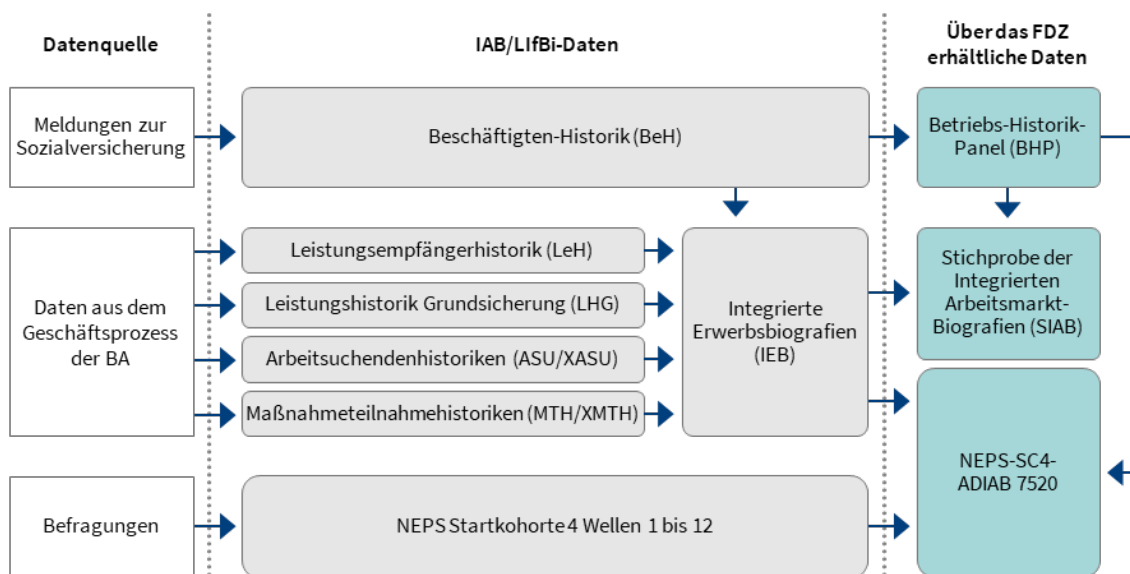 Datenquelle
IAB/LIfBi-Daten
Über das FDZ
erhältliche Daten
Meldungen zur
Sozialversicherung
Beschäftigten-Historik (BeH)
Betriebs-Historik-
Panel (BHP)
Daten aus dem
Geschäftsprozess
der BA
Leistungsempfängerhistorik (LeH)
Leistungshistorik Grundsicherung (LHG)
Arbeitsuchendenhistoriken (ASU/XASU)
Maßnahmeteilnahmehistoriken (MTH/XMTH)
Integrierte
Erwerbsbiografien
(IEB)
Stichprobe der
Integrierten
Arbeitsmarkt-
Biografien (SIAB)
Befragungen
NEPS Startkohorte 4 Wellen 1 bis 12
NEPS-SC4-
ADIAB 7520